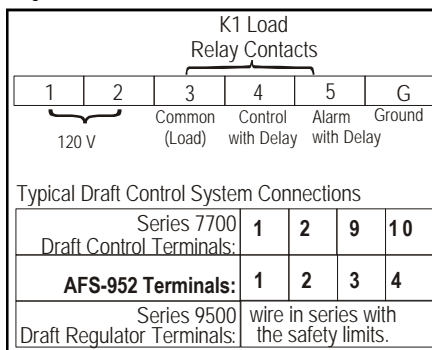 K1 Load
Relay Contacts
1 2 3 4 5 G
120 V
Common
(Load)
Control
with Delay
Alarm
with Delay
Ground
Typical Draft Control System Connections
Series 7700
Draft Control Terminals:
1 2 9 10
AFS-952 Terminals: 1 2 3 4
Series 9500
Draft Regulator Terminals:
wire in series with
the safety limits.